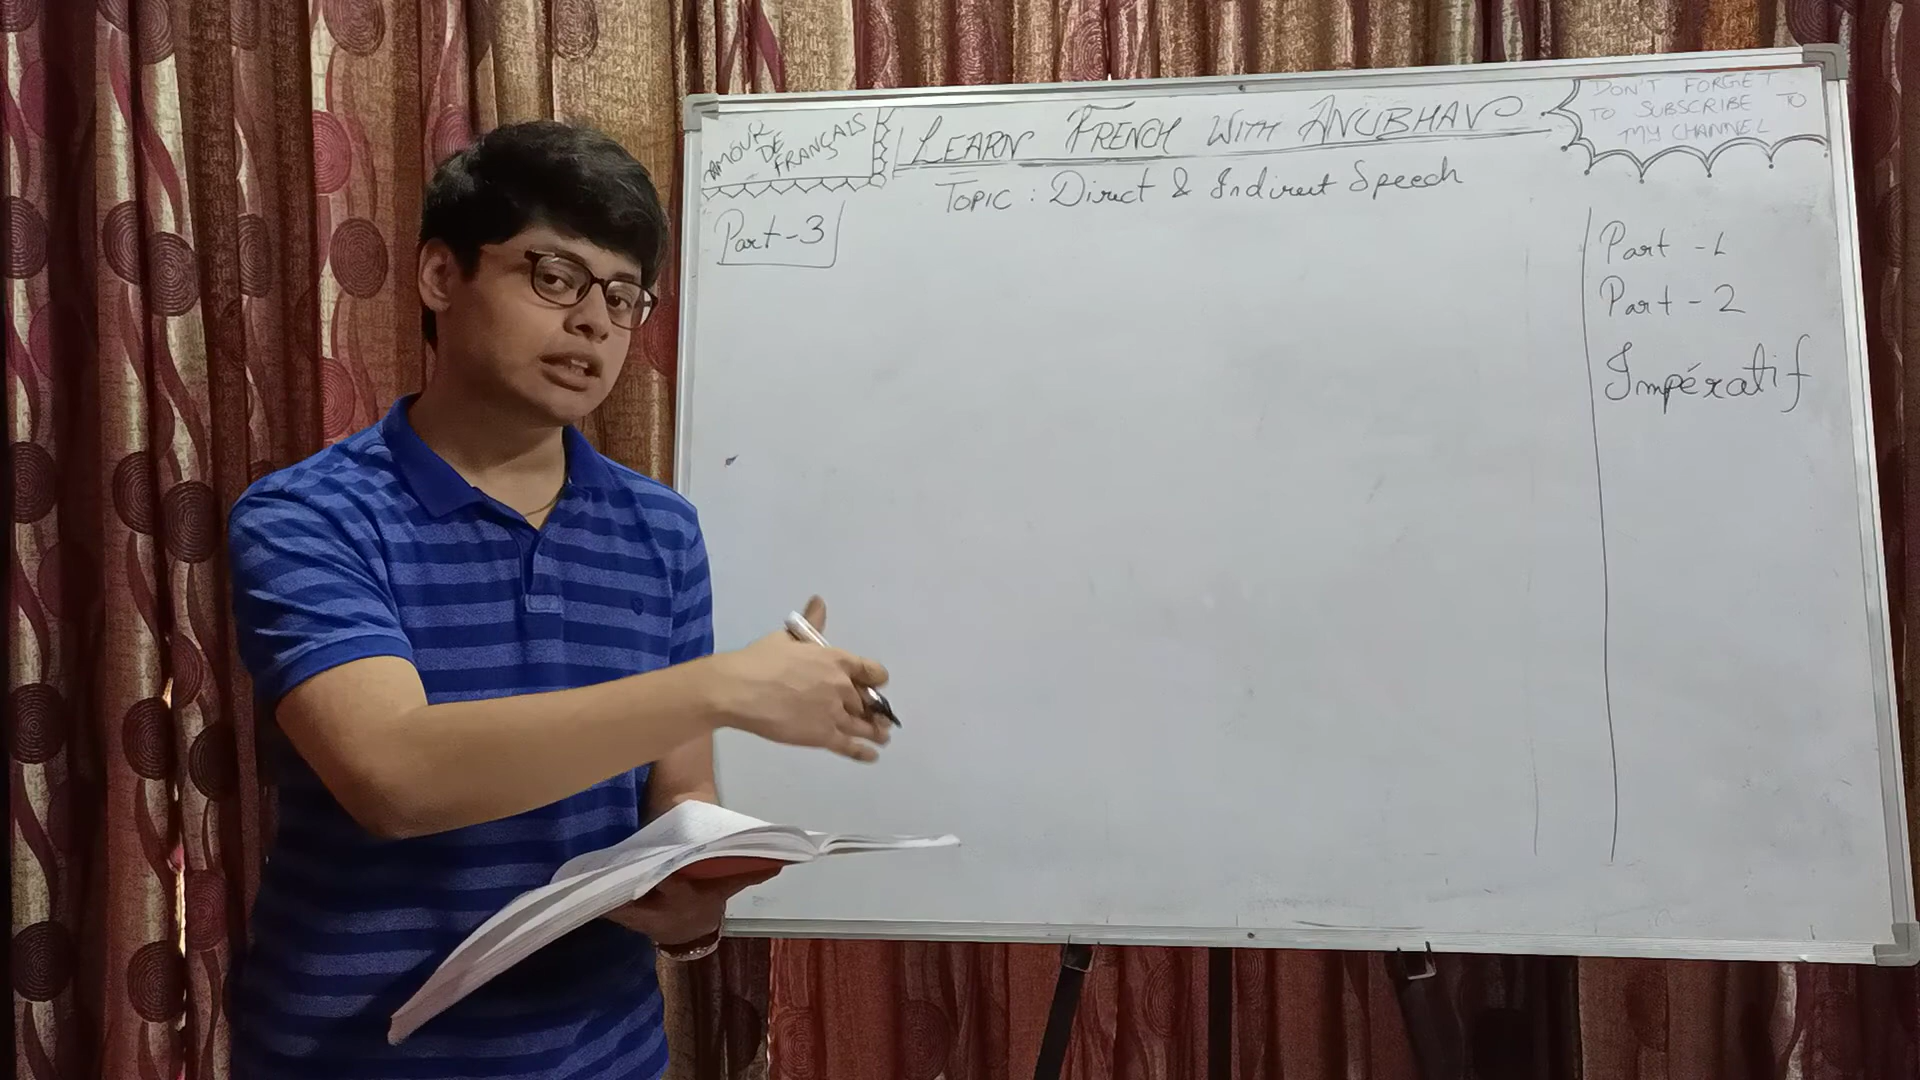 AMOUR
DE
FRANÇAIS
LEARN FRENCH WITH ANUBHAV
DON'T FORGET
TO SUBSCRIBE TO
MY CHANNEL
TOPIC : Direct & Indirect Speech
Part-3
Part -1
Part -2
Impératif